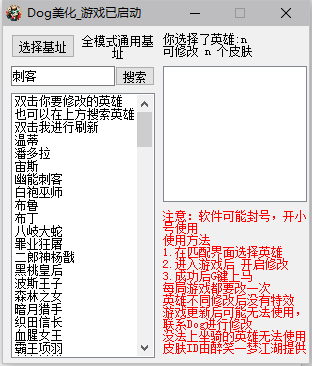 Dog美化_游戏已启动
选择基址
全模式通用基
址
你选择了英雄:n
可修改 n 个皮肤
刺客
搜索
双击你要修改的英雄
也可以在上方搜索英雄
双击我进行刷新
温蒂
潘多拉
宙斯
幽能刺客
白袍巫师
布鲁
布丁
八岐大蛇
罪业狂屠
二郎神杨戬
黑桃皇后
波斯王子
森林之女
暗月猎手
织田信长
血腥女王
霸王项羽
注意：软件可能封号，开小
号使用
使用方法
1.在匹配界面选择英雄
2.进入游戏后 开启修改
3.成功后G键上马
每局游戏都要改一次
英雄不同修改后没有特效
游戏更新后可能无法使用，
联系Dog进行修改
没法上坐骑的英雄无法使用
皮肤ID由醉笑一梦江湖提供